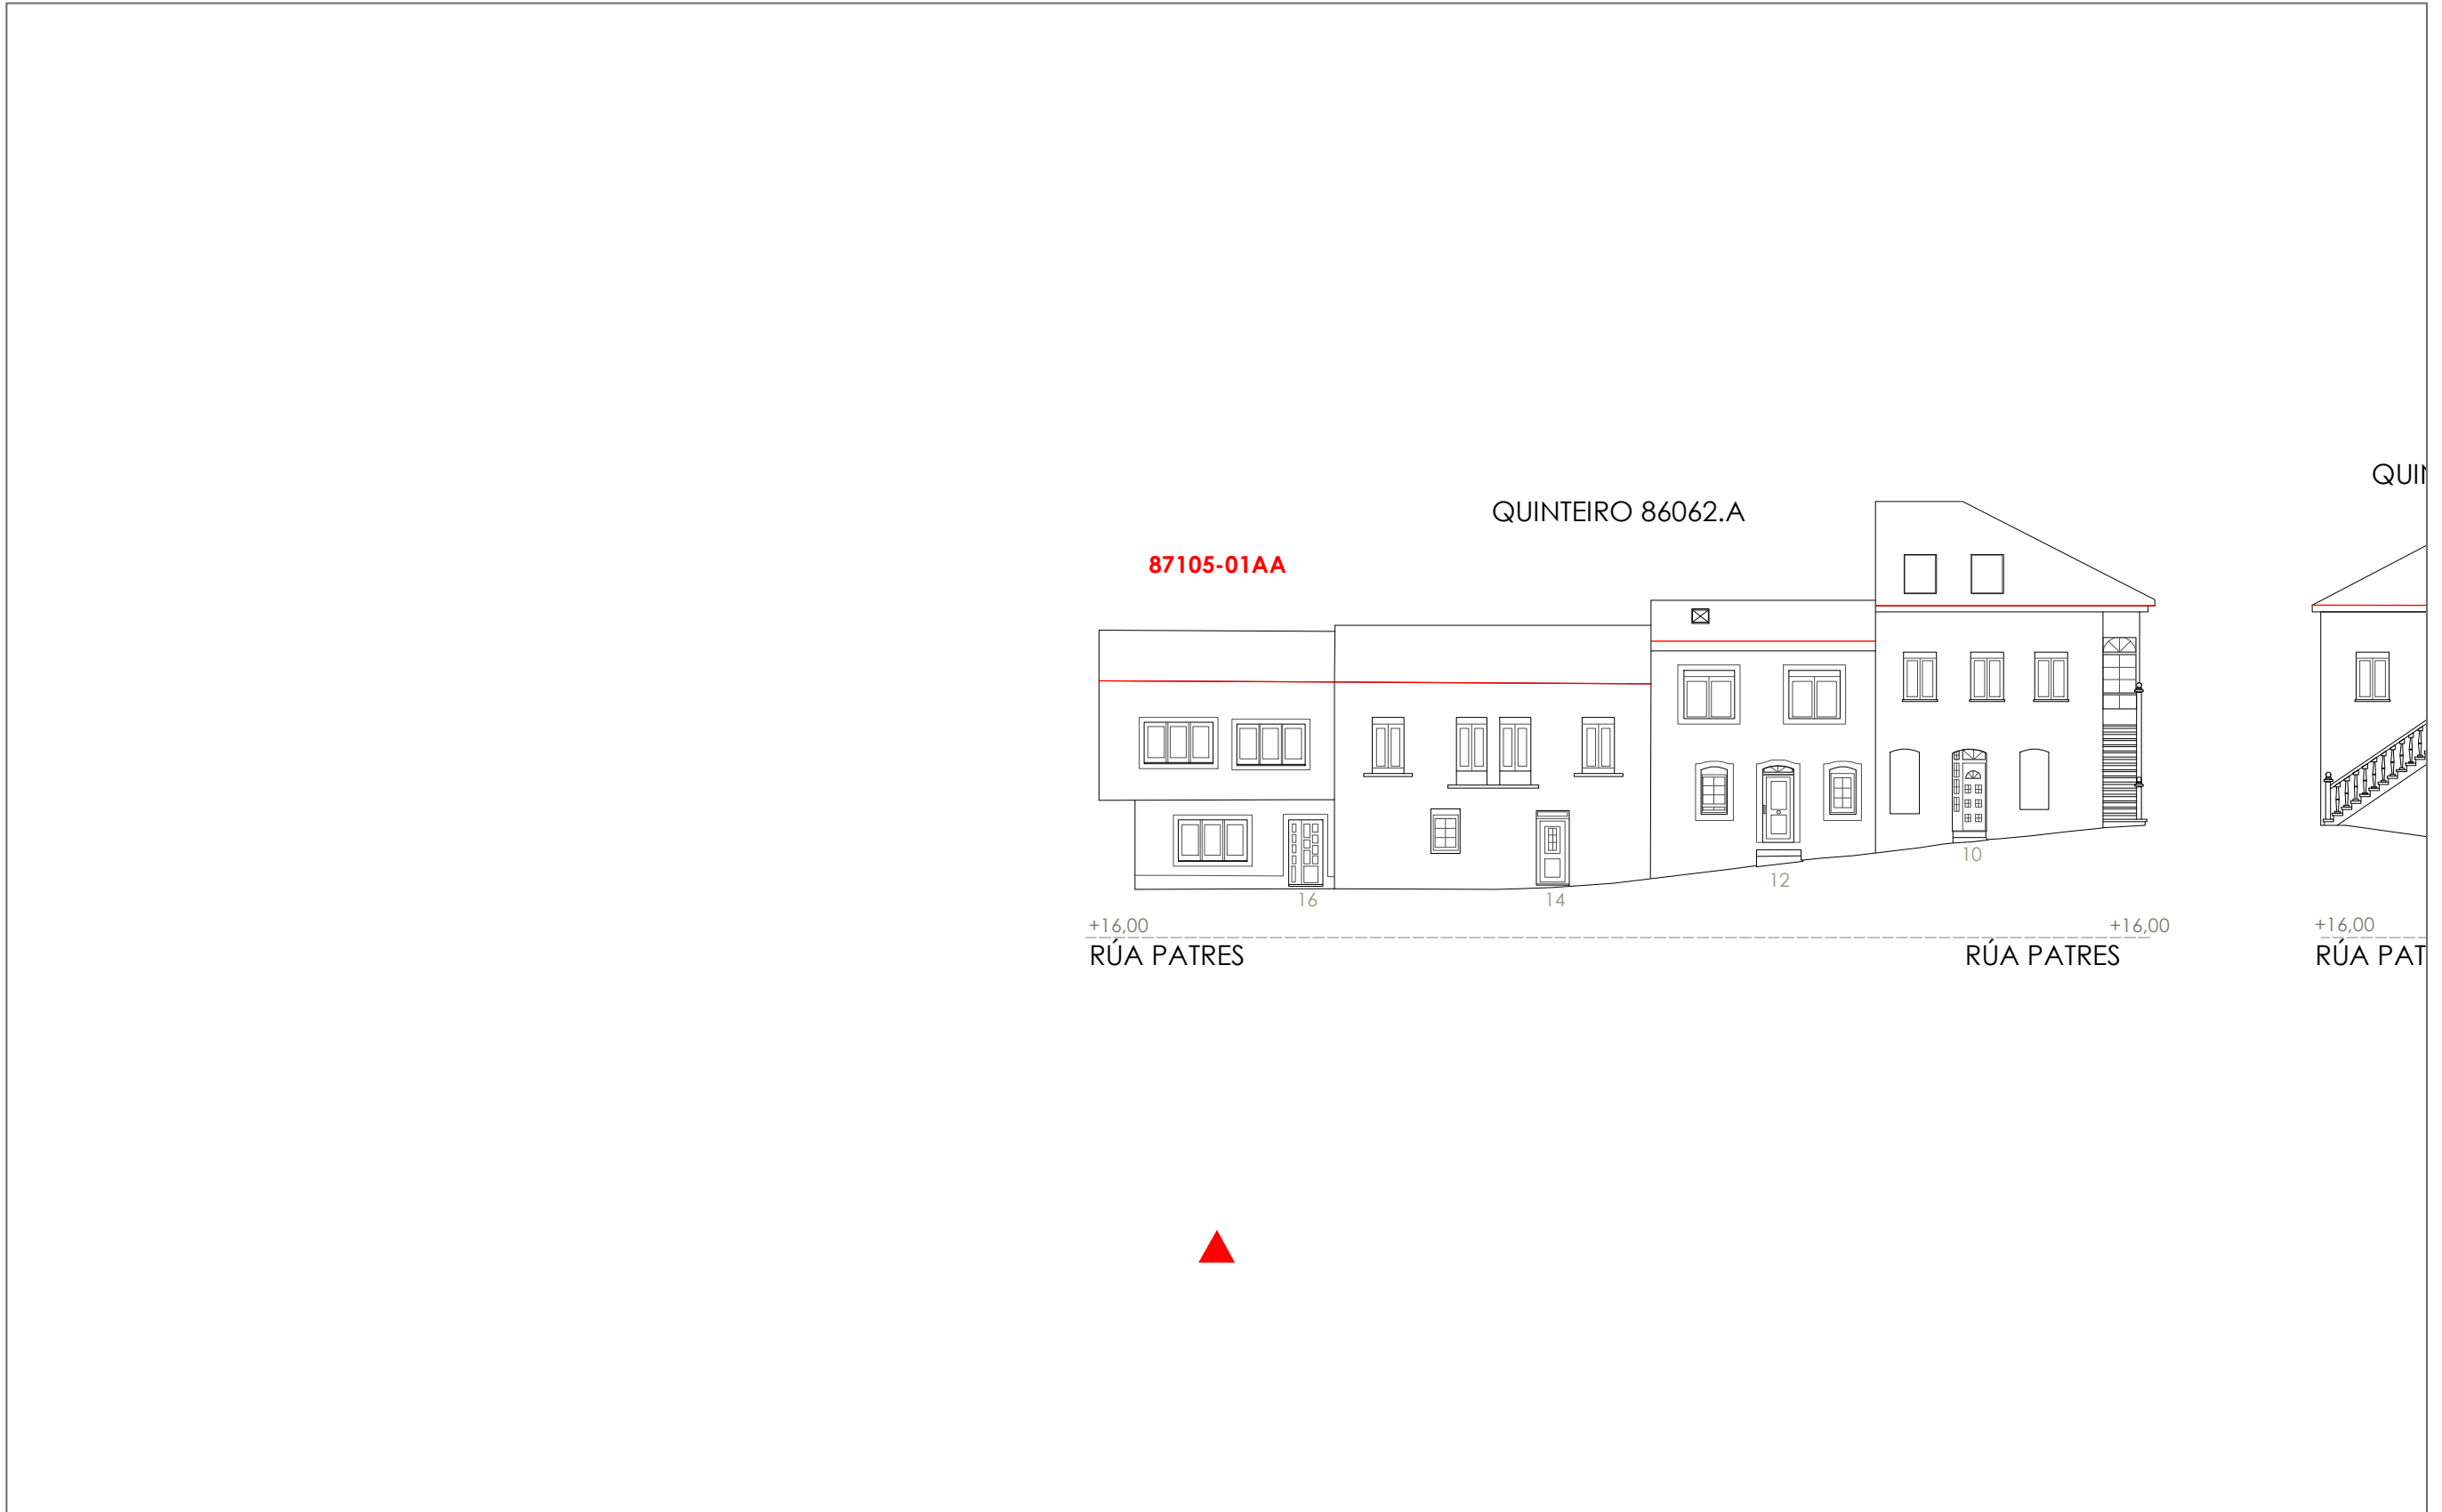 QUIN
QUINTEIRO 86062.A
87105-01AA
10
12
16
14
+16,00
+16,00
+16,00
RÚA PATRES
RÚA PATRES
RÚA PAT